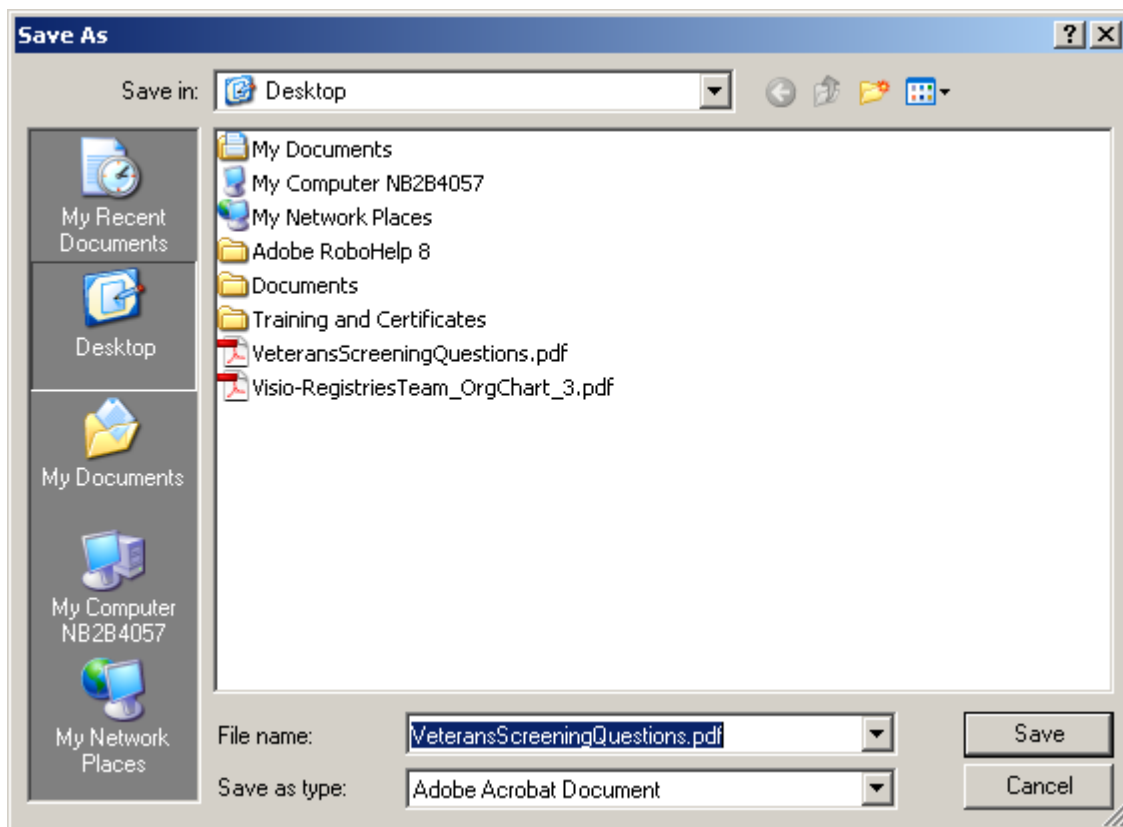 Save As
Save in:
Desktop
My Recent
Documents
Desktop
My Documents
My Computer
NB2B4057
My Network
Places
My Documents
My Computer NB2B4057
My Network Places
Adobe RoboHelp 8
Documents
Training and Certificates
VeteransScreeningQuestions.pdf
Visio-RegistriesTeam_OrgChart_3.pdf
File name:
VeteransScreeningQuestions.pdf
Save
Save as type:
Adobe Acrobat Document
Cancel